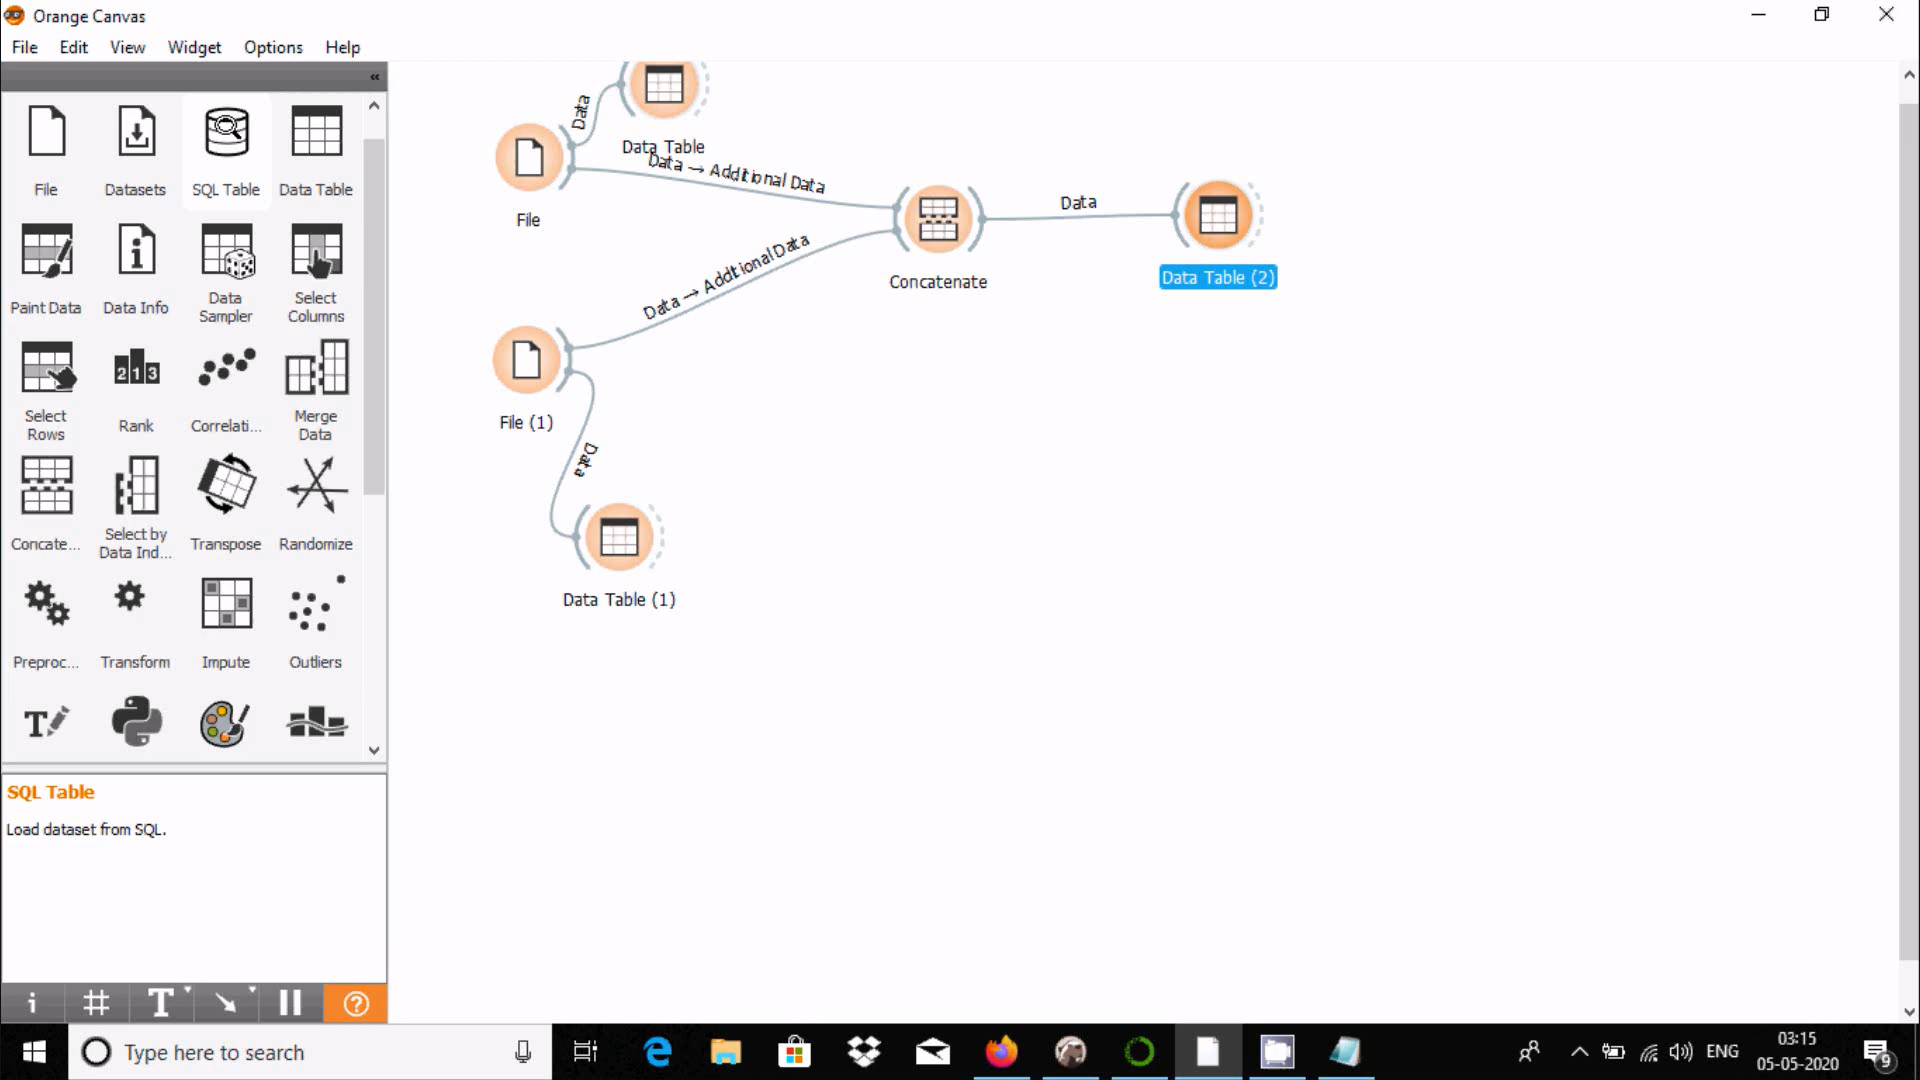 Orange Canvas
File Edit View Widget Options Help
«
File Datasets SQL Table Data Table
Paint Data Data Info Data Sampler Select Columns
Select Rows Rank Correlati... Merge Data
Concate... Select by Data Ind... Transpose Randomize
Preproc... Transform Impute Outliers
SQL Table
Load dataset from SQL.
Data
Data Table
Data → Additional Data
File
Data
Concatenate
Data Table (2)
Data → Additional Data
File (1)
Data
Data Table (1)
Type here to search
ENG
03:15
05-05-2020
9